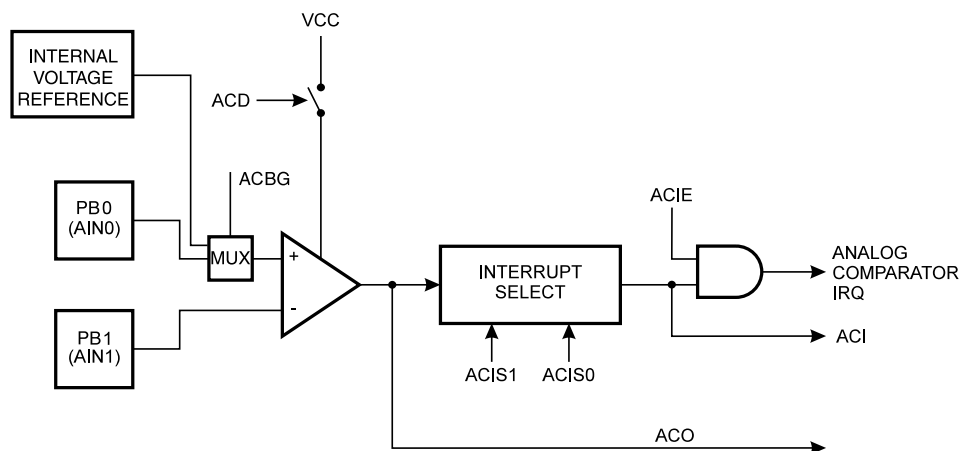 VCC
INTERNAL
VOLTAGE
REFERENCE
ACD
ACBG
PB0
(AIN0)
MUX
+
-
PB1
(AIN1)
INTERRUPT
SELECT
ACIS1 ACIS0
ACIE
ANALOG
COMPARATOR
IRQ
ACI
ACO